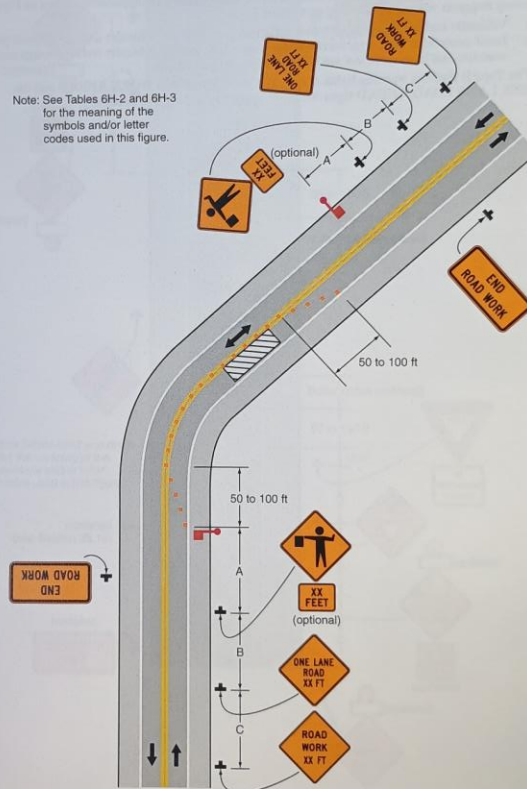 ROAD
WORK
XX FT
ONE LANE
ROAD
XX FT
Note: See Tables 6H-2 and 6H-3
for the meaning of the
symbols and/or letter
codes used in this figure.
C
B
(optional)
A
XX
FEET
END
ROAD WORK
50 to 100 ft
50 to 100 ft
A
END
ROAD WORK
XX
FEET
(optional)
B
ONE LANE
ROAD
XX FT
C
ROAD
WORK
XX FT